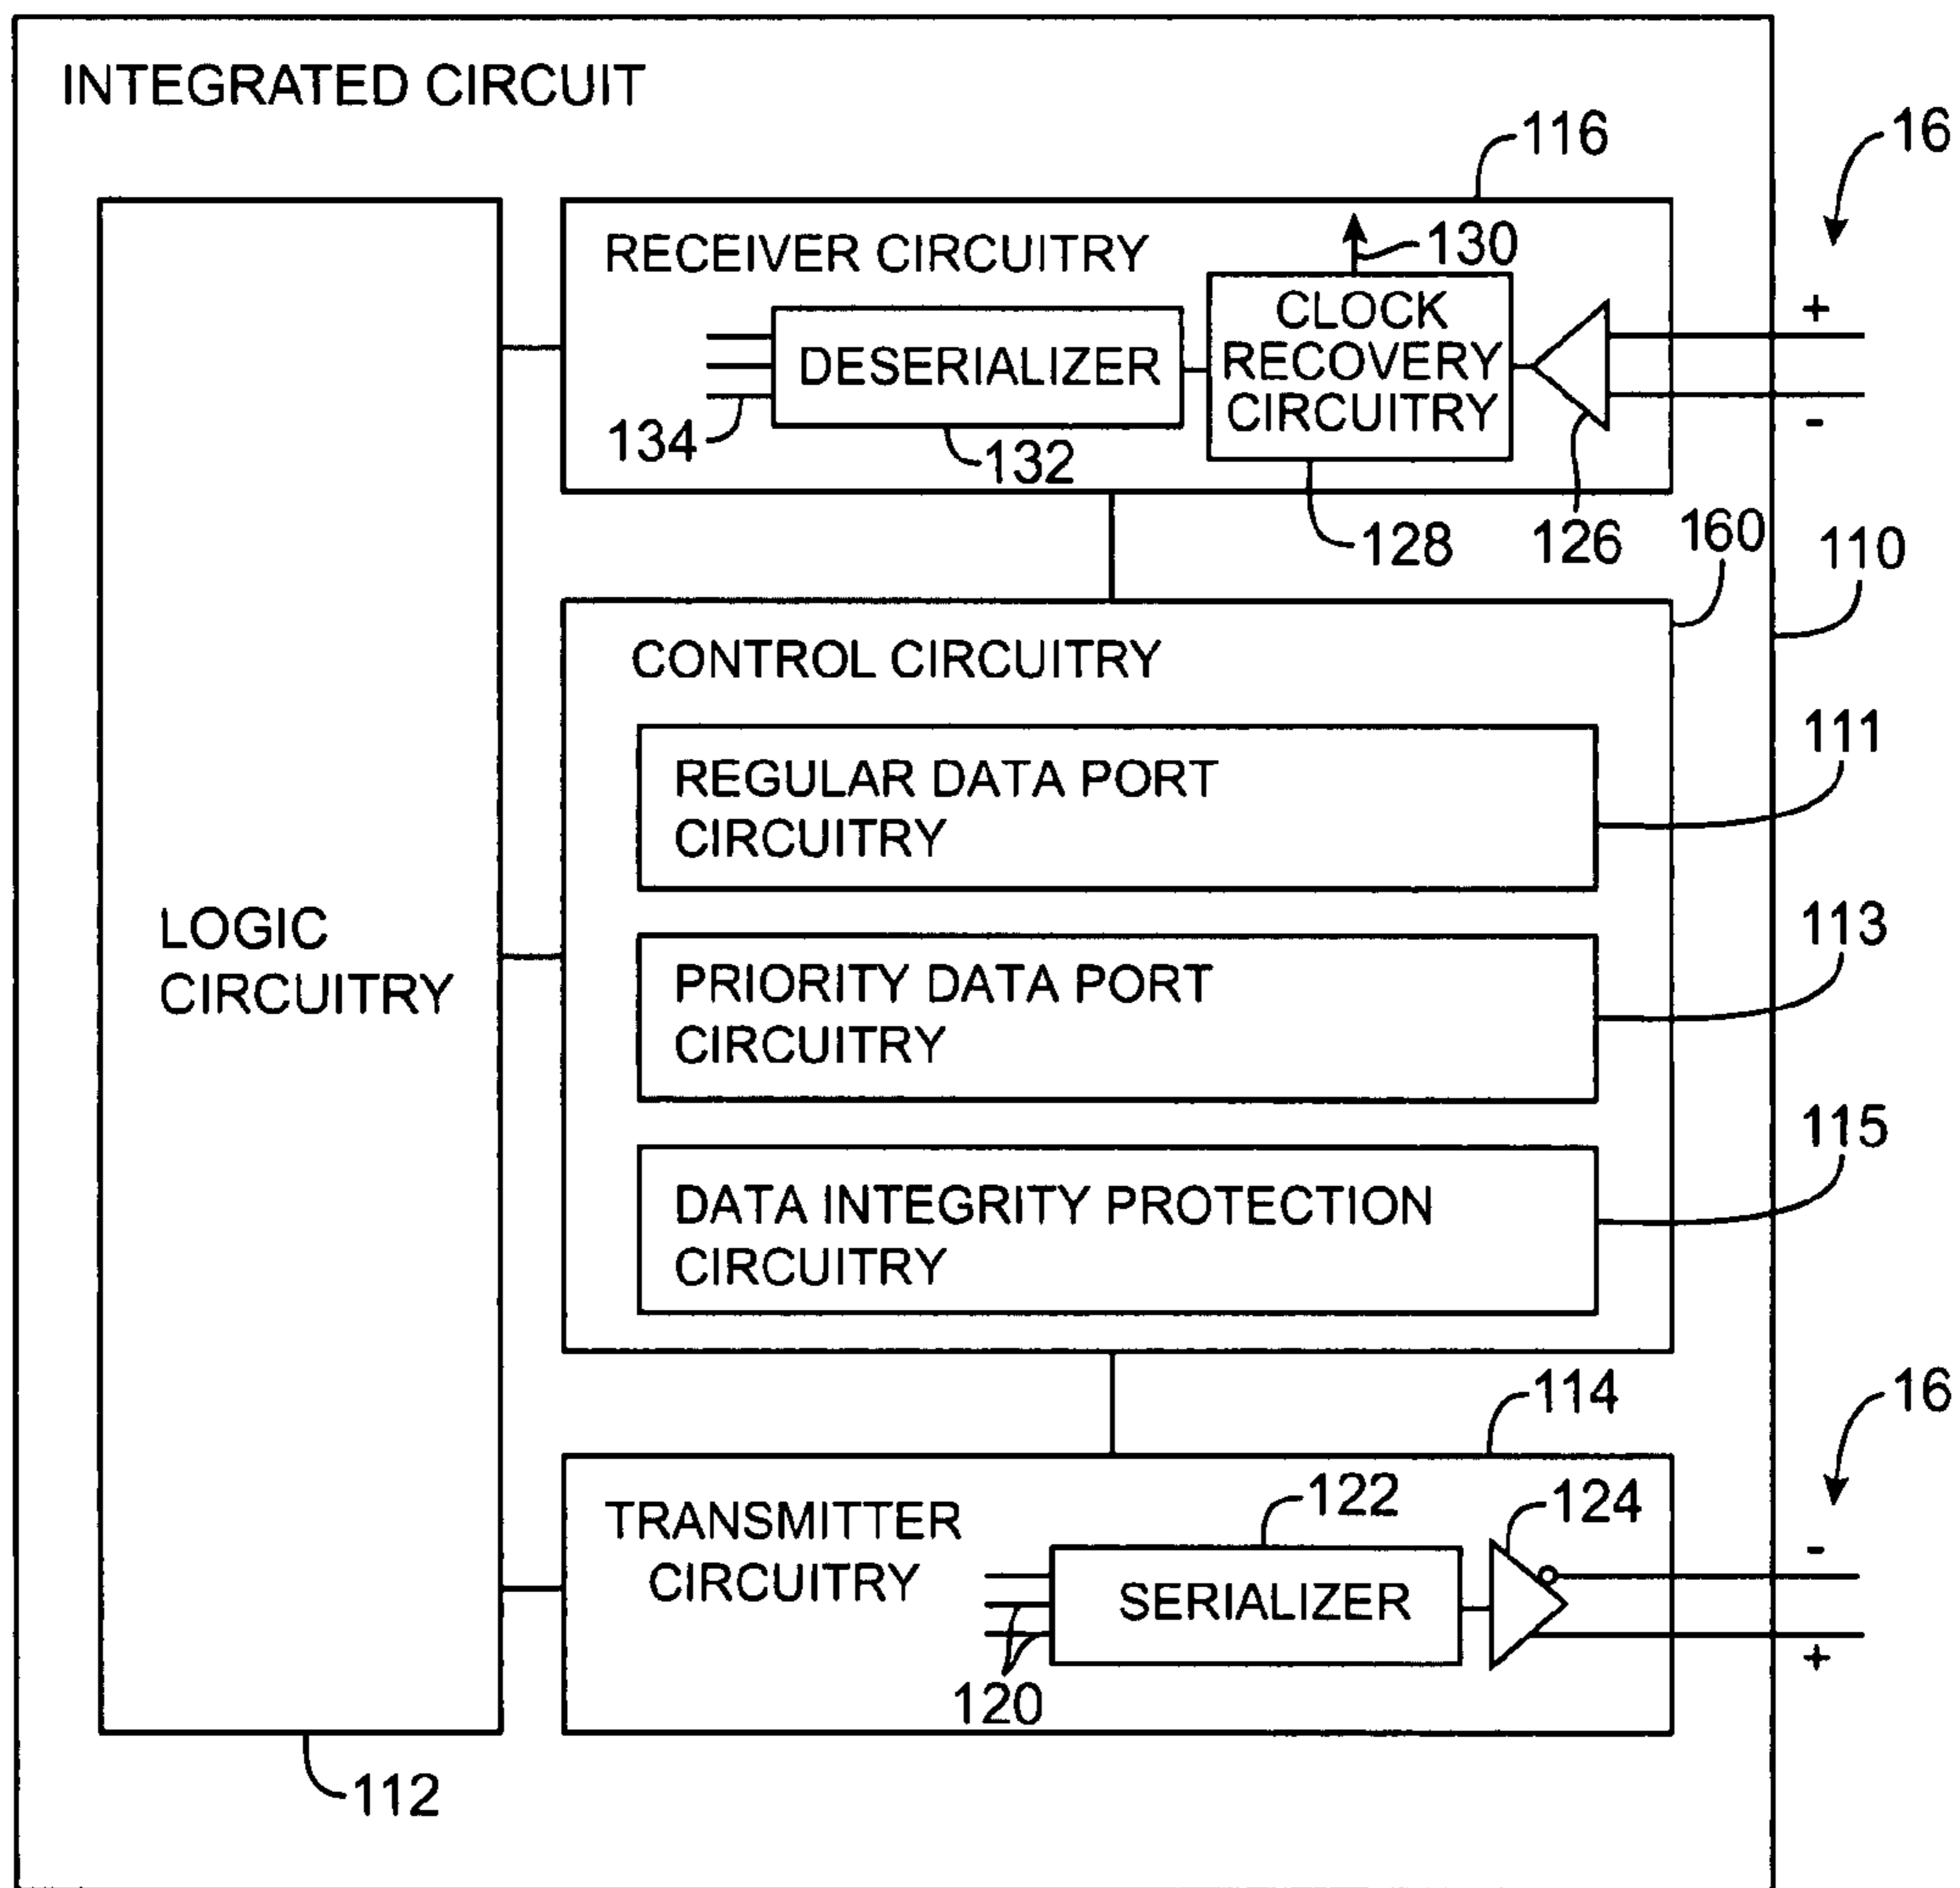 INTEGRATED CIRCUIT
116
16
RECEIVER CIRCUITRY
130
CLOCK
RECOVERY
CIRCUITRY
DESERIALIZER
+
-
134
132
128
126
160
110
CONTROL CIRCUITRY
REGULAR DATA PORT
CIRCUITRY
111
LOGIC
CIRCUITRY
PRIORITY DATA PORT
CIRCUITRY
113
DATA INTEGRITY PROTECTION
CIRCUITRY
115
114
16
TRANSMITTER
CIRCUITRY
122
124
SERIALIZER
-
+
120
112